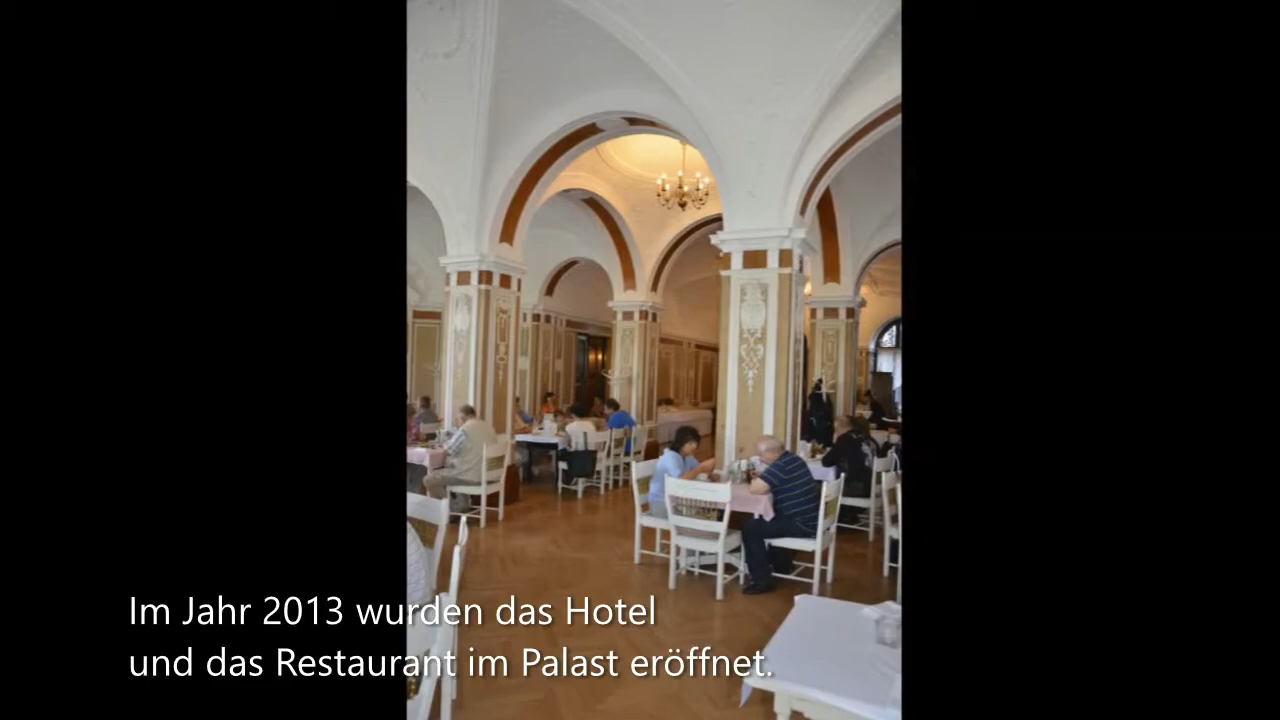 Im Jahr 2013 wurden das Hotel
und das Restaurant im Palast eröffnet.